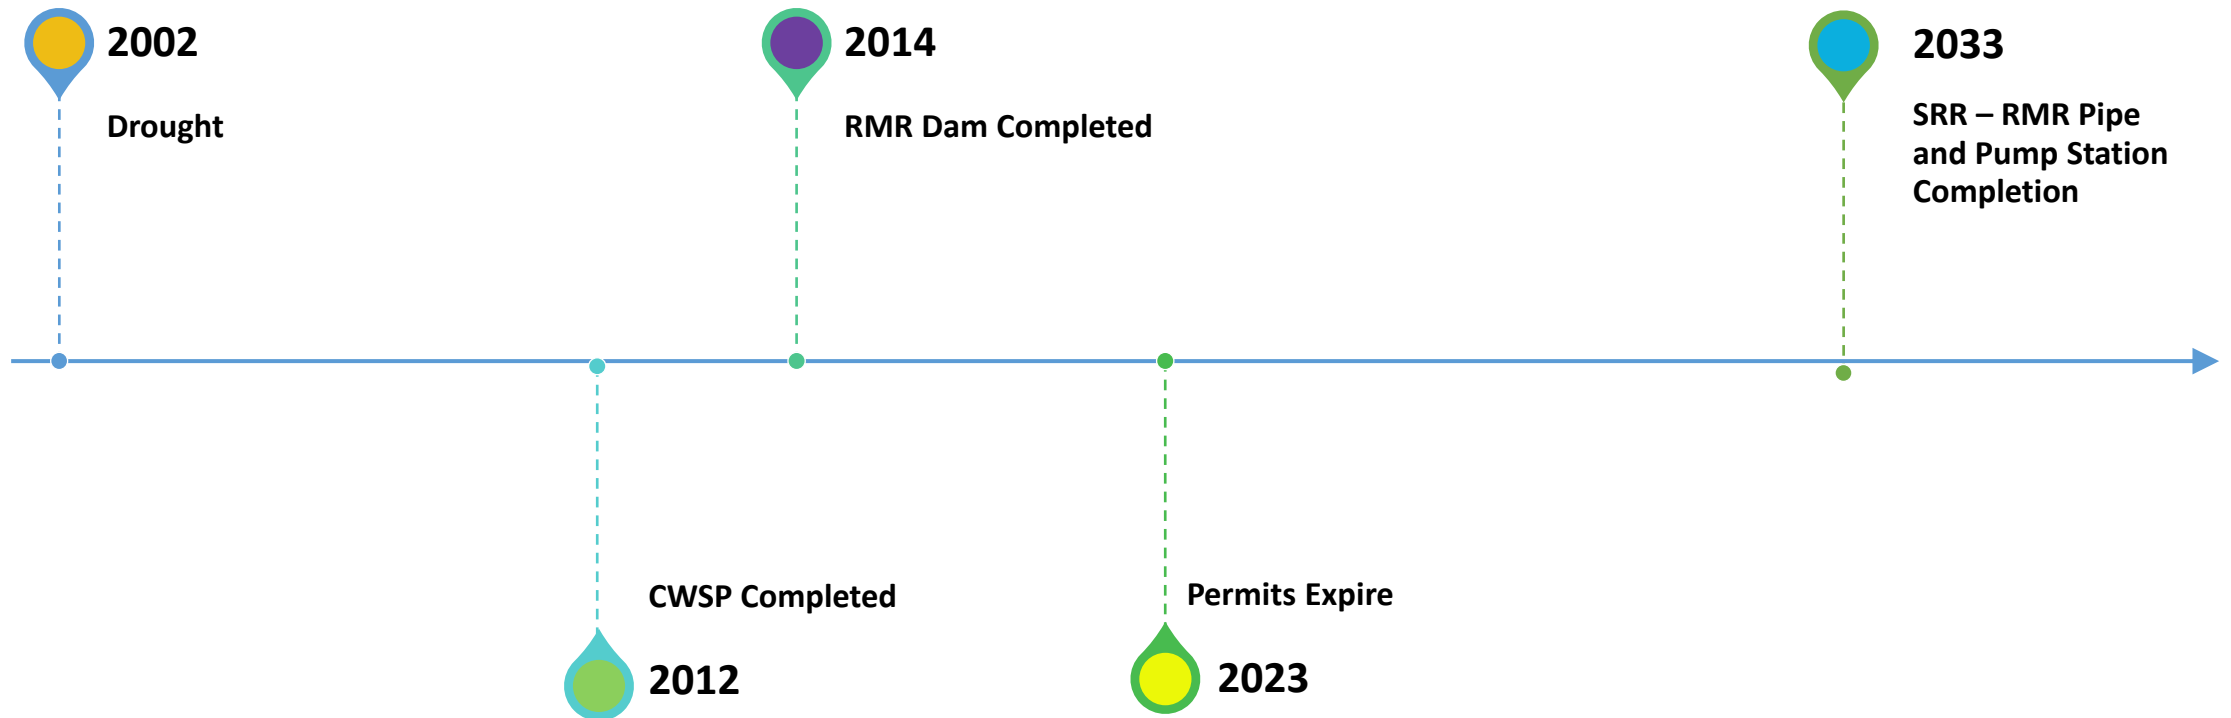 2002
Drought
2014
RMR Dam Completed
2033
SRR – RMR Pipe
and Pump Station
Completion
CWSP Completed
2012
Permits Expire
2023